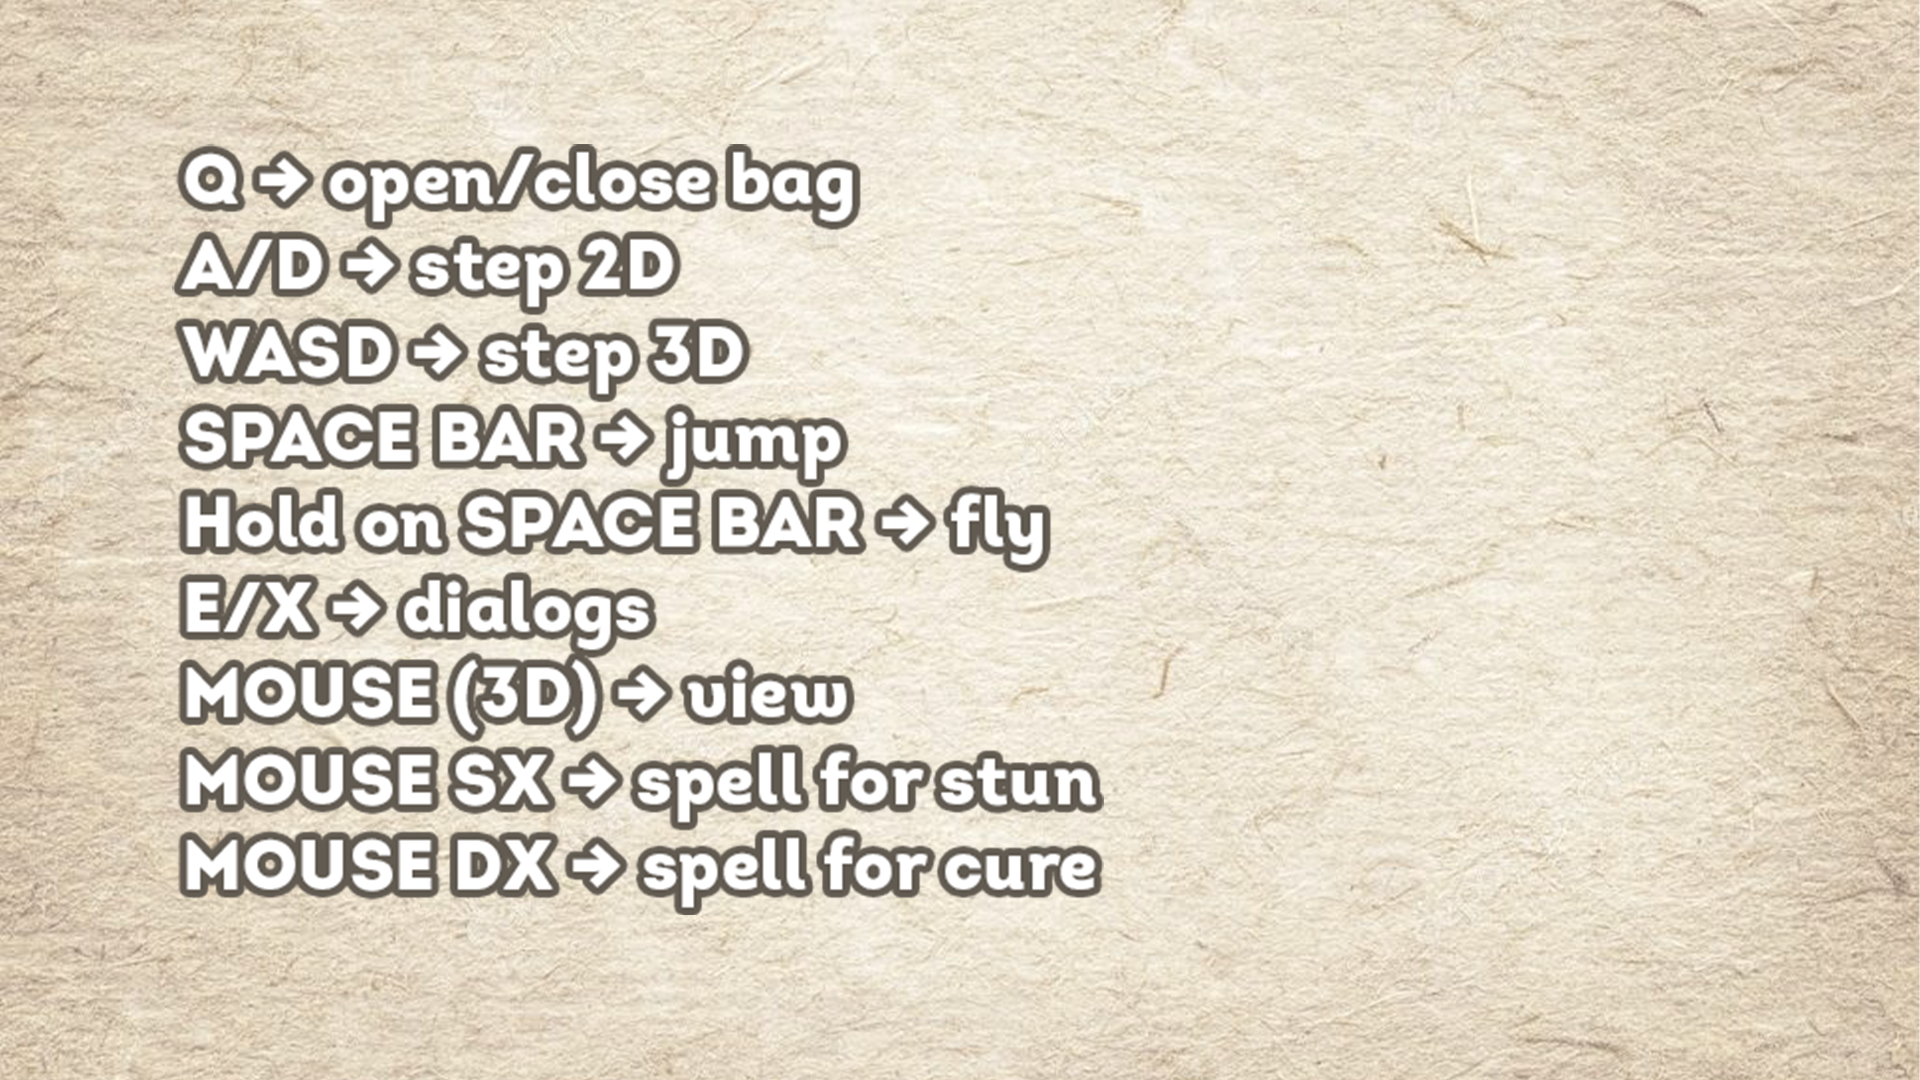 Q → open/close bag
A/D → step 2D
WASD → step 3D
SPACE BAR → jump
Hold on SPACE BAR → fly
E/X → dialogs
MOUSE (3D) → view
MOUSE SX → spell for stun
MOUSE DX → spell for cure